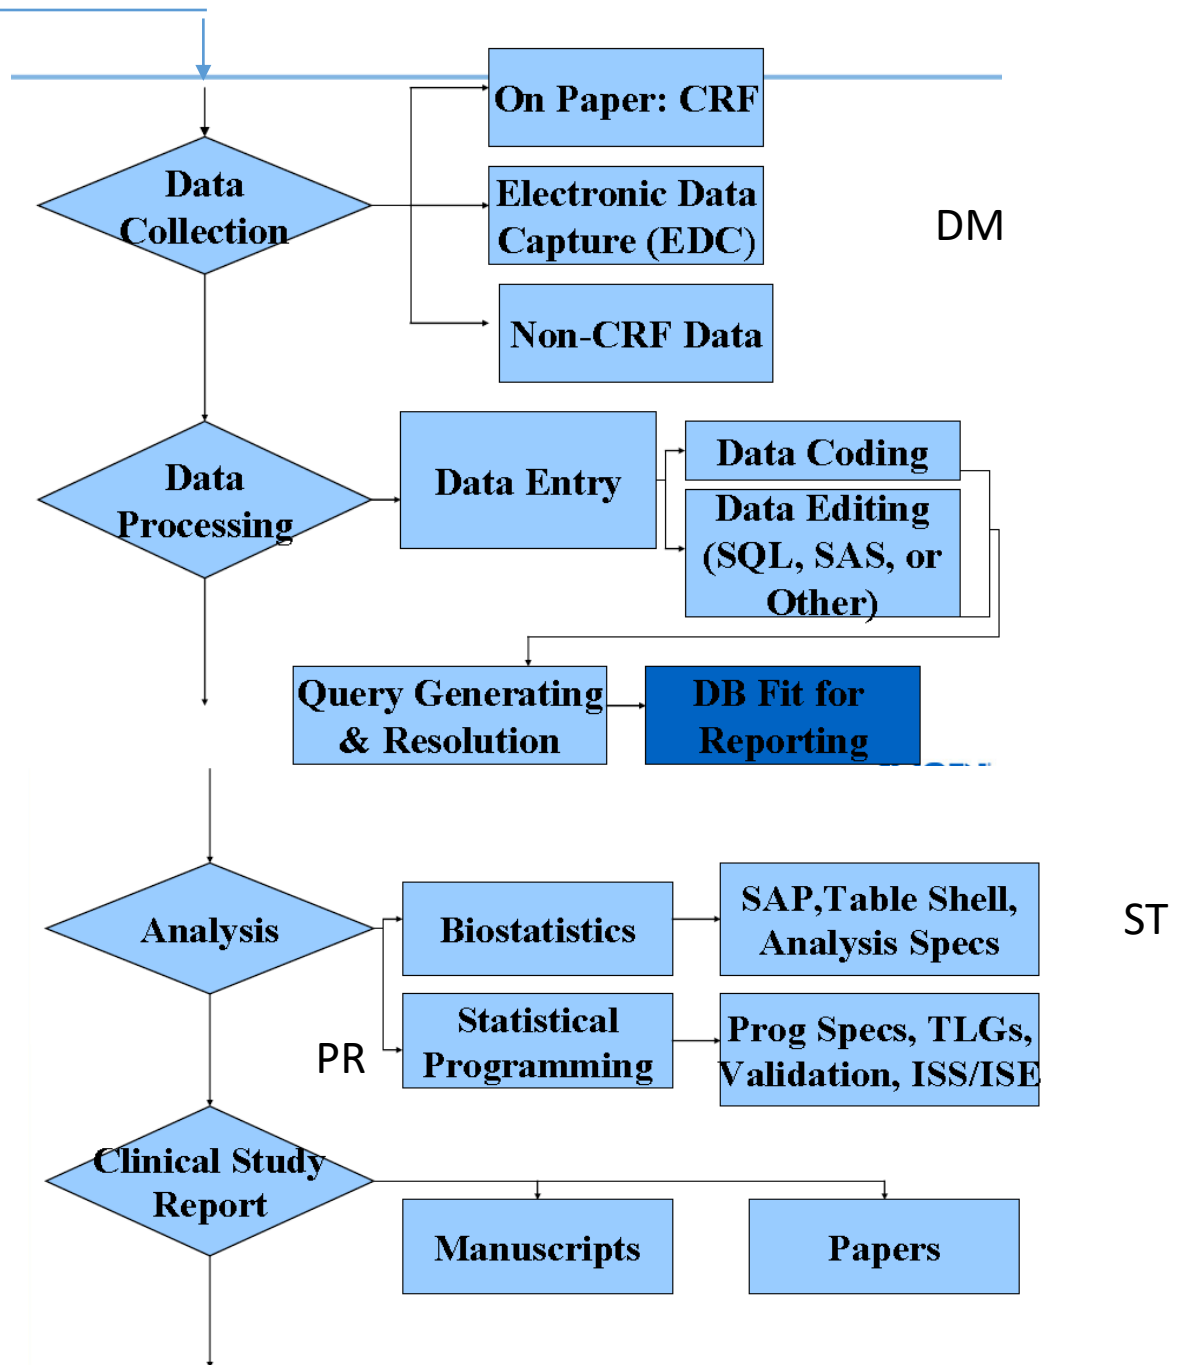 On Paper: CRF
Data
Collection
Electronic Data
Capture (EDC)
DM
Non-CRF Data
Data
Processing
Data Entry
Data Coding
Data Editing
(SQL, SAS, or
Other)
Query Generating
& Resolution
DB Fit for
Reporting
Analysis
Biostatistics
SAP,Table Shell,
Analysis Specs
ST
PR
Statistical
Programming
Prog Specs, TLGs,
Validation, ISS/ISE
Clinical Study
Report
Manuscripts
Papers